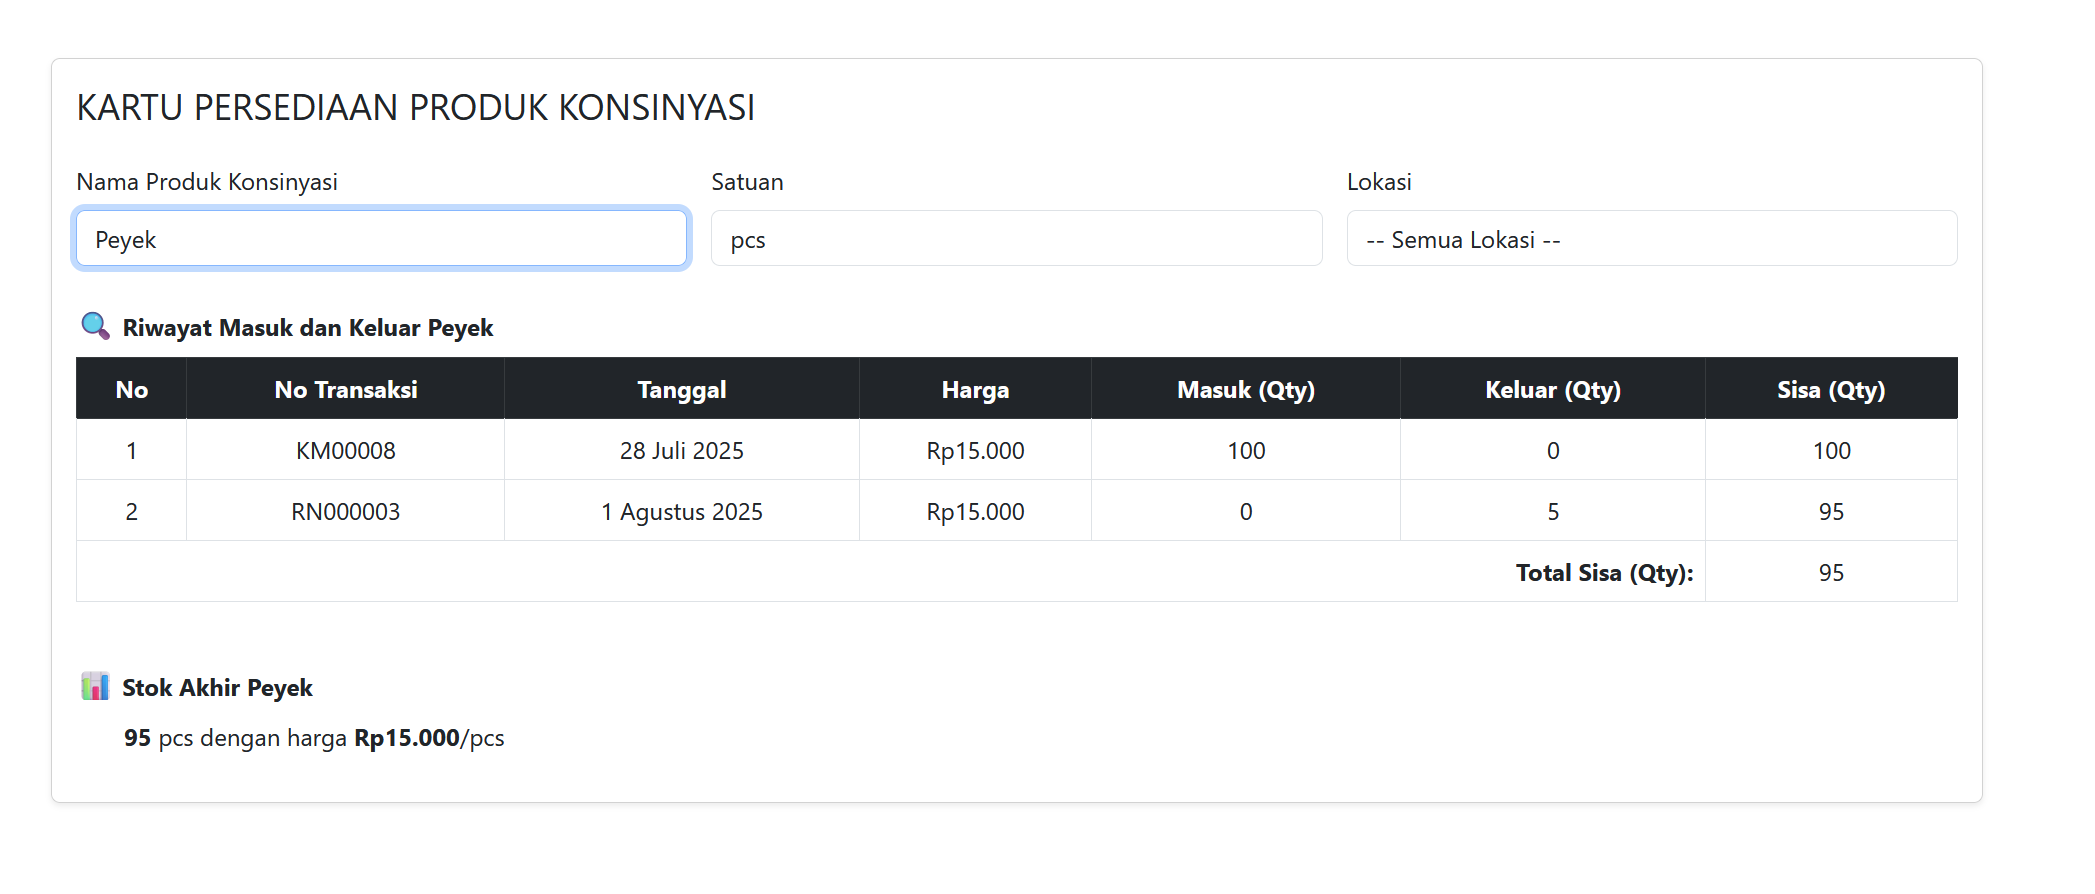 KARTU PERSEDIAAN PRODUK KONSINYASI
Nama Produk Konsinyasi Satuan Lokasi
Peyek pcs -- Semua Lokasi --
Riwayat Masuk dan Keluar Peyek
No No Transaksi Tanggal Harga Masuk (Qty) Keluar (Qty) Sisa (Qty)
1 KM00008 28 Juli 2025 Rp15.000 100 0 100
2 RN000003 1 Agustus 2025 Rp15.000 0 5 95
Total Sisa (Qty): 95
Stok Akhir Peyek
95 pcs dengan harga Rp15.000/pcs